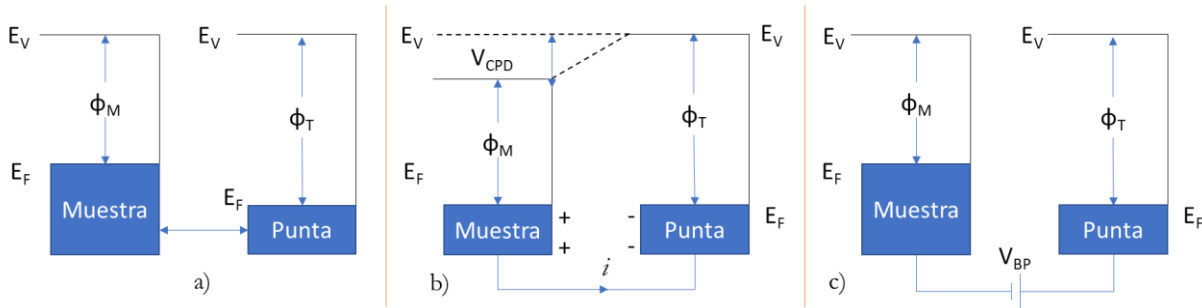 E_V
E_V
ϕ_M
ϕ_T
E_F
E_F
Muestra
Punta
a)
E_V
E_V
V_CPD
ϕ_M
ϕ_T
E_F
E_F
Muestra
Punta
+ -
+ -
i
b)
E_V
E_V
ϕ_M
ϕ_T
E_F
E_F
Muestra
Punta
V_BP
c)